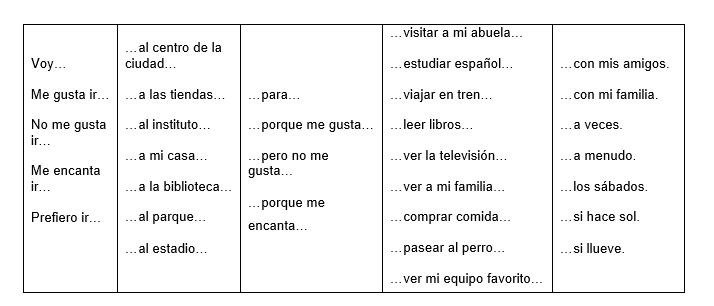 Voy…
Me gusta ir…
No me gusta
ir…
Me encanta
ir…
Prefiero ir…
…al centro de la
ciudad…
…a las tiendas…
…al instituto…
…a mi casa…
…a la biblioteca…
…al parque…
…al estadio…
…para…
…porque me gusta…
…pero no me
gusta…
…porque me
encanta…
…visitar a mi abuela…
…estudiar español…
…viajar en tren…
…leer libros…
…ver la televisión…
…ver a mi familia…
…comprar comida…
…pasear al perro…
…ver mi equipo favorito…
…con mis amigos.
…con mi familia.
…a veces.
…a menudo.
…los sábados.
…si hace sol.
…si llueve.